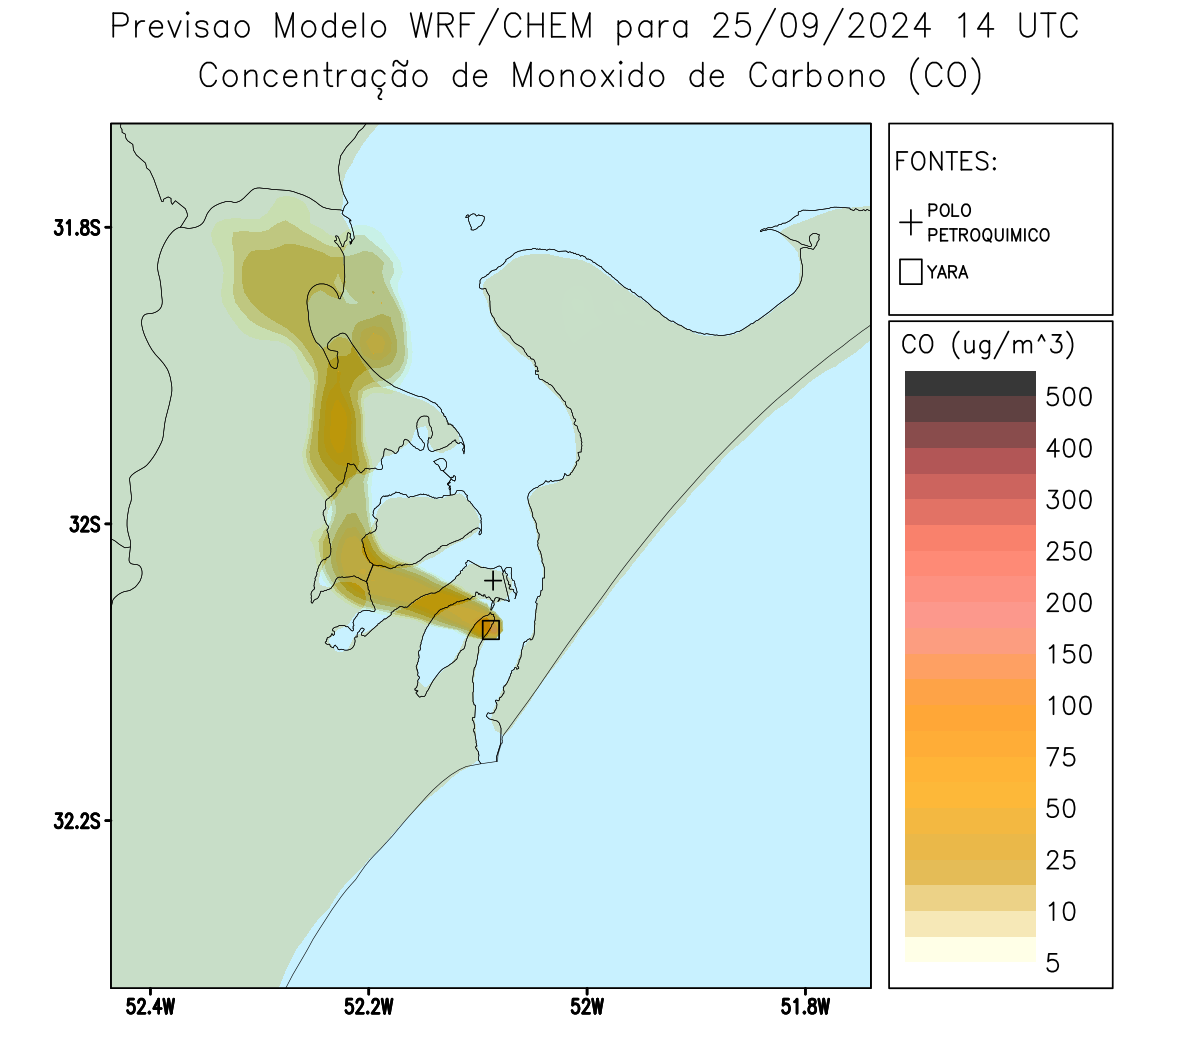 Previsao Modelo WRF/CHEM para 25/09/2024 14 UTC
Concentração de Monoxido de Carbono (CO)
FONTES:
POLO
PETROQUIMICO
YARA
CO (ug/m^3)
500
400
300
250
200
150
100
75
50
25
10
5
31.8S
32S
32.2S
52.4W
52.2W
52W
51.8W